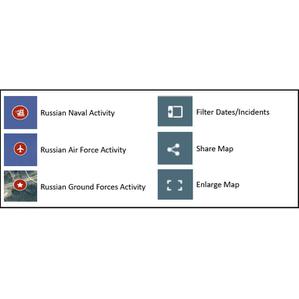 Russian Naval Activity
Filter Dates/Incidents
Russian Air Force Activity
Share Map
Russian Ground Forces Activity
Enlarge Map